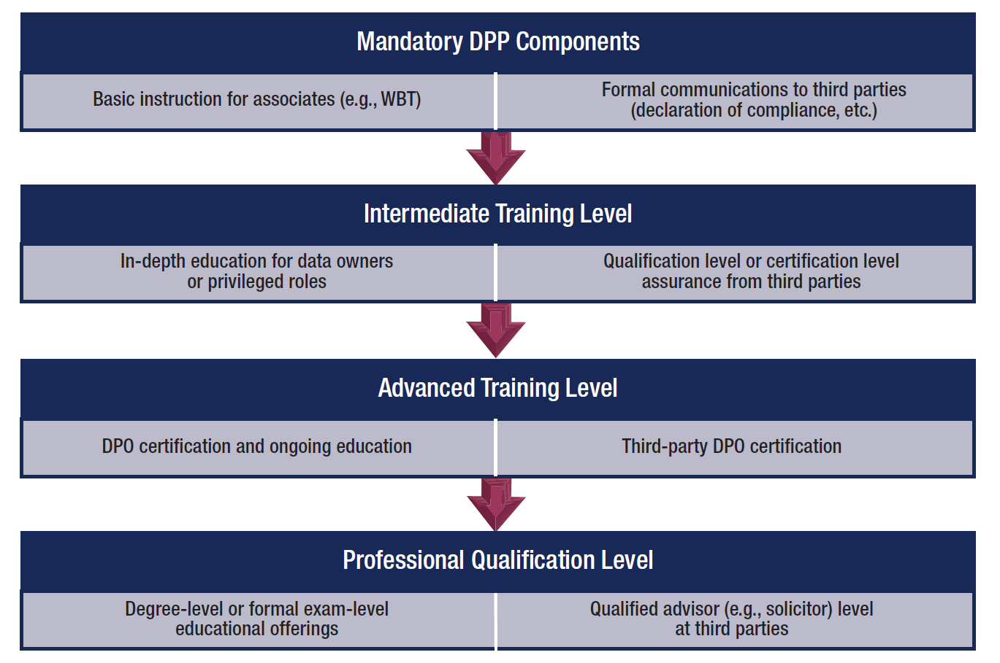 Mandatory DPP Components
Basic instruction for associates (e.g., WBT)
Formal communications to third parties
(declaration of compliance, etc.)
Intermediate Training Level
In-depth education for data owners
or privileged roles
Qualification level or certification level
assurance from third parties
Advanced Training Level
DPO certification and ongoing education
Third-party DPO certification
Professional Qualification Level
Degree-level or formal exam-level
educational offerings
Qualified advisor (e.g., solicitor) level
at third parties